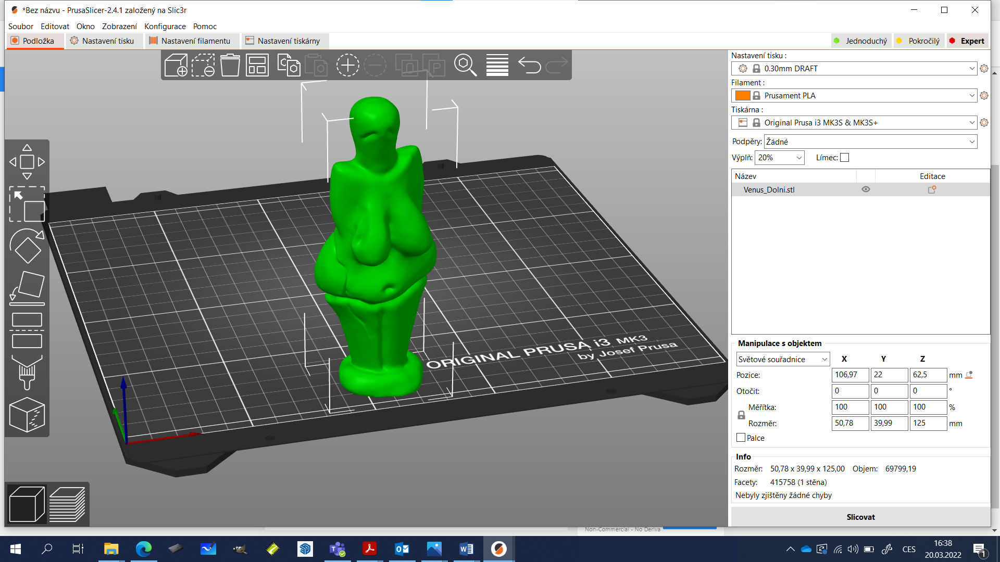 *Bez názvu - PrusaSlicer-2.4.1 založený na Slic3r
Soubor Editovat Okno Zobrazení Konfigurace Pomoc
Podložka Nastavení tisku Nastavení filamentu Nastavení tiskárny Jednoduchý Pokročilý Expert
Nastavení tisku :
0.30mm DRAFT
Filament :
Prusament PLA
Tiskárna :
Original Prusa i3 MK3S & MK3S+
Podpěry: Žádné
Výplň: 20% Límec:
Název Editace
Venus_Dolni.stl
ORIGINAL PRUSA i3 MK3
by Josef Prusa
Manipulace s objektem
Světové souřadnice X Y Z
Pozice: 106,97 22 62,5 mm
Otočit: 0 0 0 °
Měřítka: 100 100 100 %
Rozměr: 50,78 39,99 125 mm
Palce
Info
Rozměr: 50,78 x 39,99 x 125,00 Objem: 69799,19
Facety: 415758 (1 stěna)
Nebyly zjištěny žádné chyby
Slicovat
Non-Commercial - No Deriva
CES
16:38
20.03.2022
1